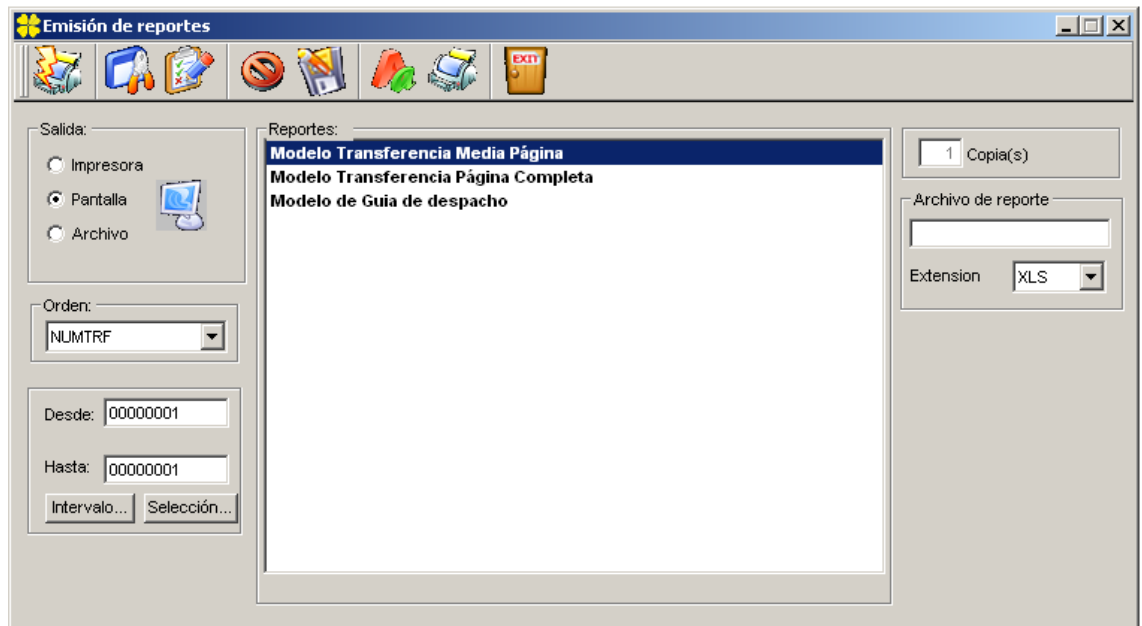 Emisión de reportes
EXIT
Salida:
Impresora
Pantalla
Archivo
Orden:
NUMTRF
Desde: 00000001
Hasta: 00000001
Intervalo... Selección...
Reportes:
Modelo Transferencia Media Página
Modelo Transferencia Página Completa
Modelo de Guia de despacho
1 Copia(s)
Archivo de reporte
Extension XLS